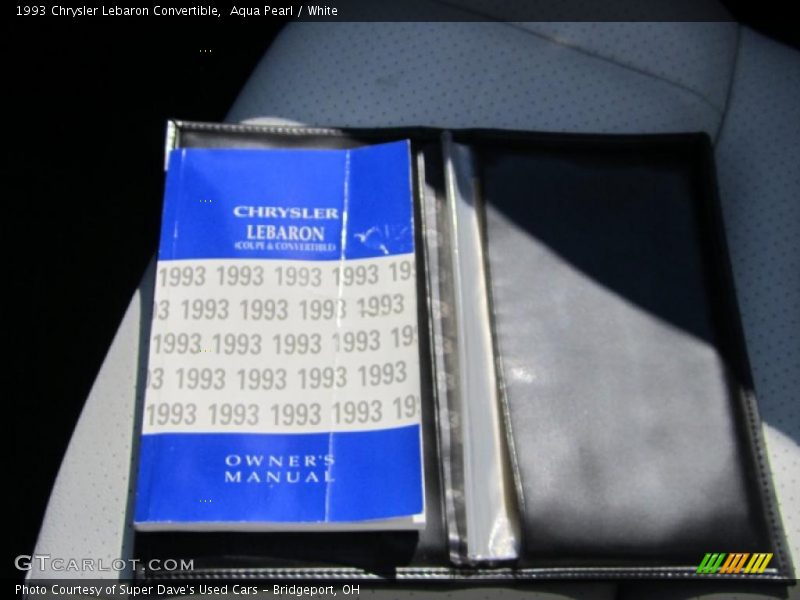 1993 Chrysler Lebaron Convertible,  Aqua Pearl / White
CHRYSLER
LEBARON
(COUPE & CONVERTIBLE)
1993 1993 1993 1993 19
3 1993 1993 1993 1993
1993 1993 1993 1993 19
93 1993 1993 1993 1993
1993 1993 1993 1993 19
OWNER'S
MANUAL
GTCARLOT.COM
Photo Courtesy of Super Dave's Used Cars - Bridgeport, OH